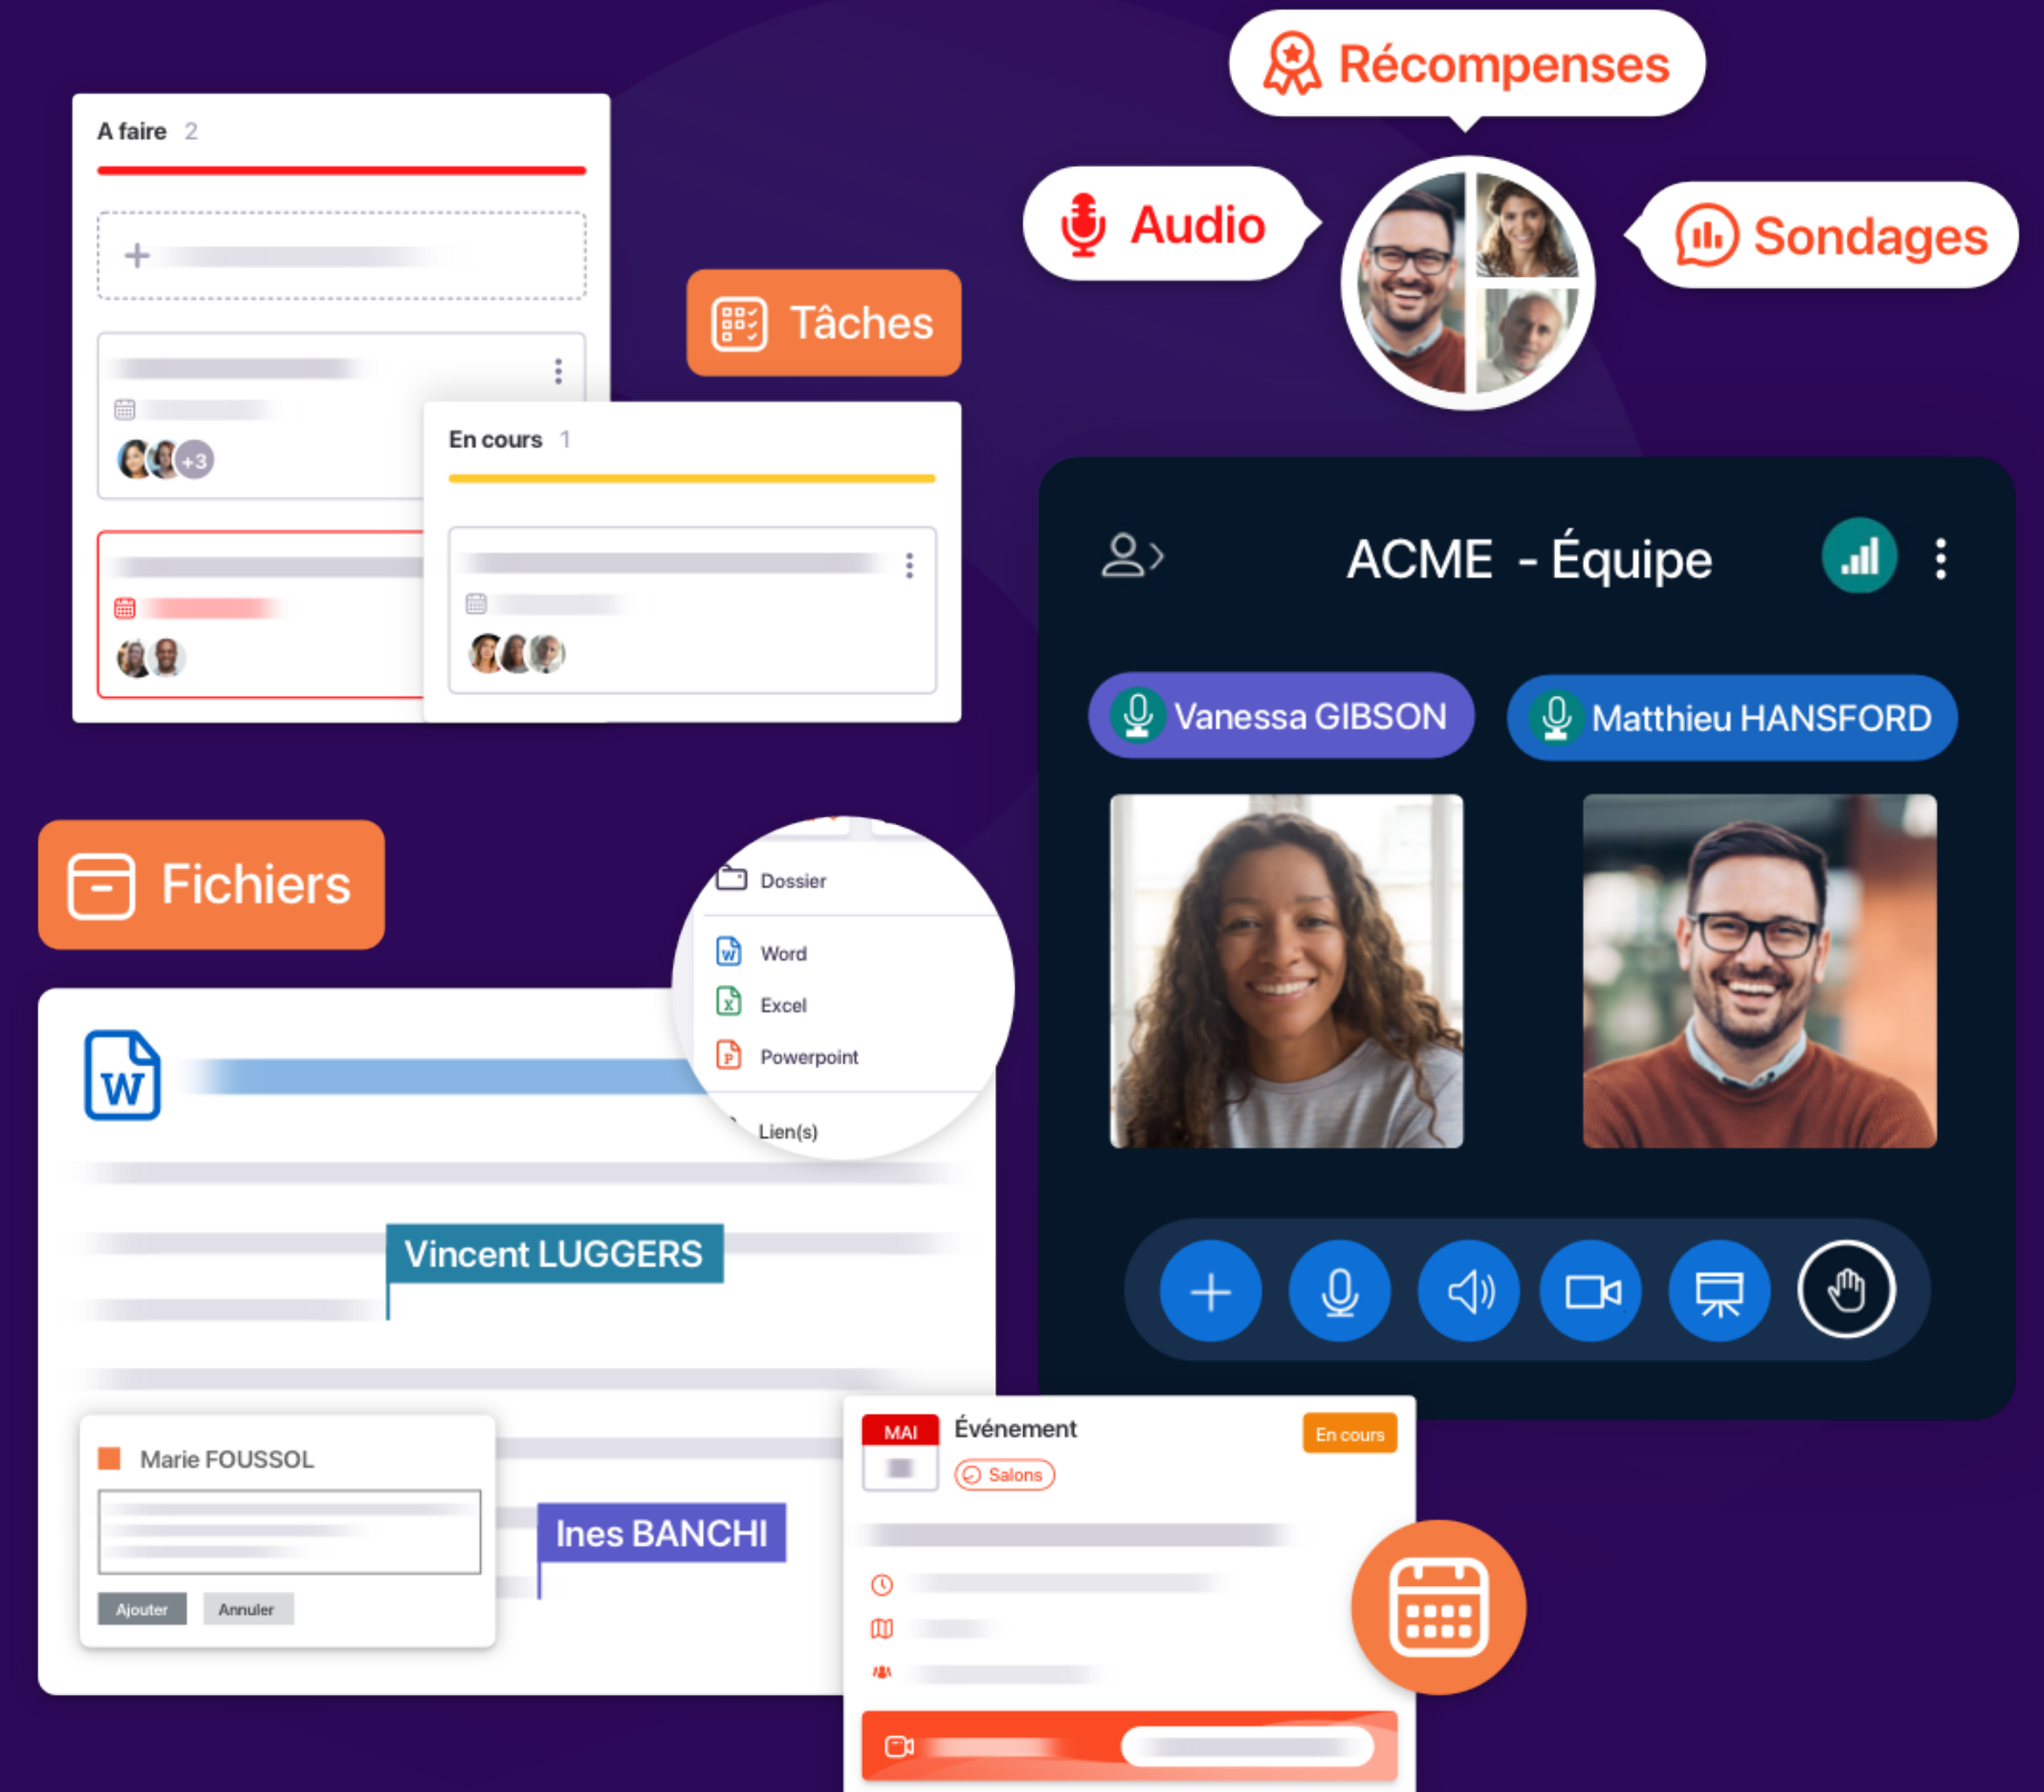 Récompenses
Audio
Sondages
A faire 2
+3
Tâches
En cours 1
ACME - Équipe
Vanessa GIBSON
Matthieu HANSFORD
Fichiers
Dossier
Word
Excel
Powerpoint
Lien(s)
W
Vincent LUGGERS
Marie FOUSSOL
Ajouter Annuler
Ines BANCHI
MAI
Événement
En cours
Salons